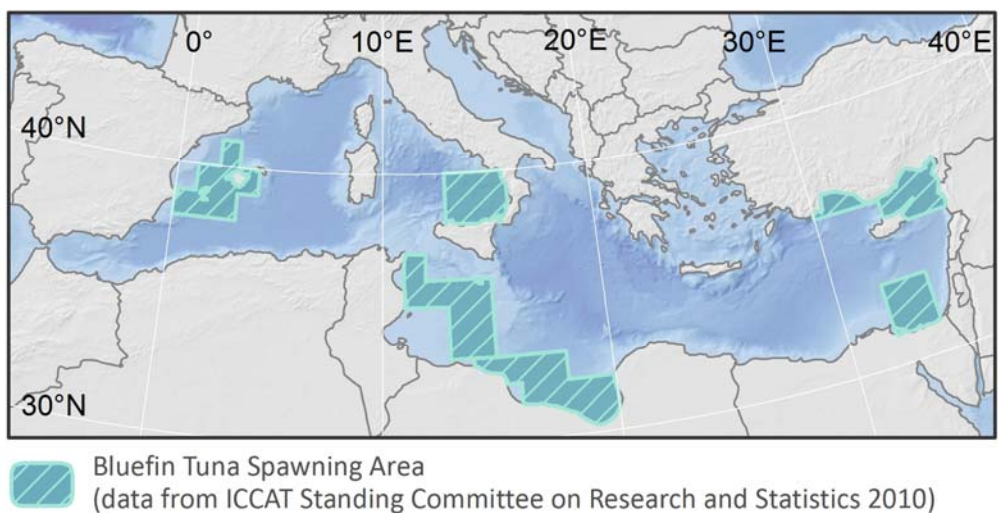 0° 10°E 20°E 30°E 40°E
40°N
30°N
Bluefin Tuna Spawning Area
(data from ICCAT Standing Committee on Research and Statistics 2010)